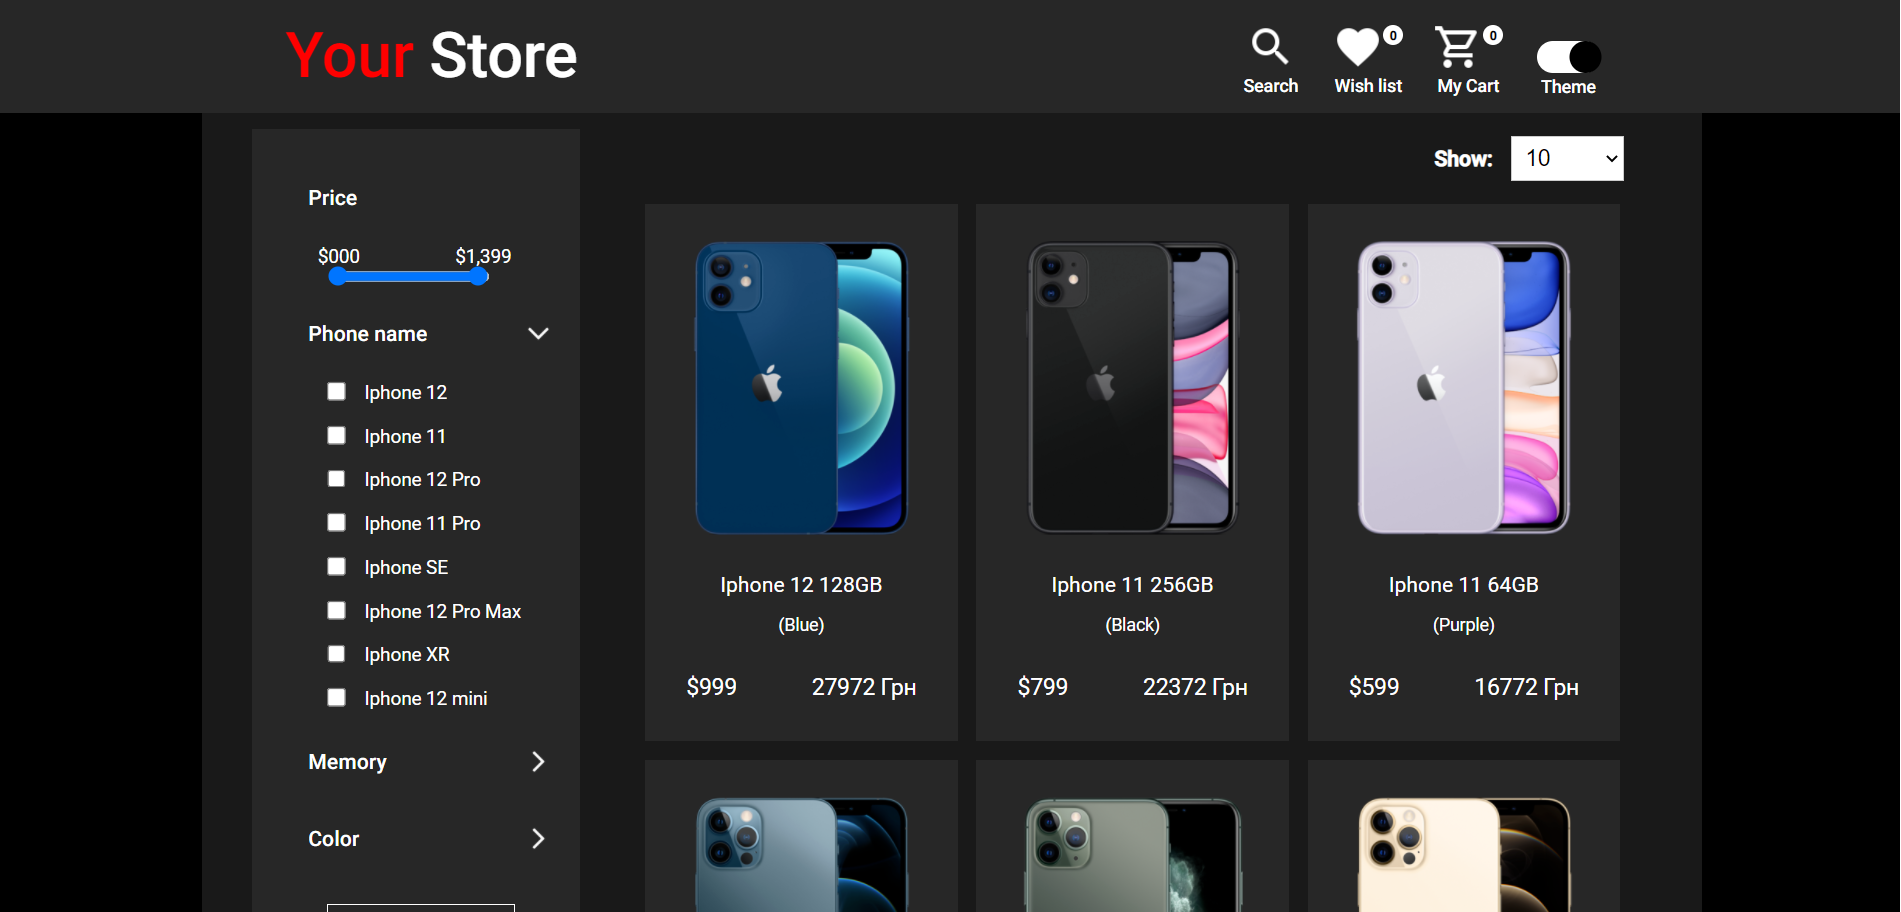 Your Store
Search
0
Wish list
0
My Cart
Theme
Price
$000 $1,399
Phone name
Iphone 12
Iphone 11
Iphone 12 Pro
Iphone 11 Pro
Iphone SE
Iphone 12 Pro Max
Iphone XR
Iphone 12 mini
Memory
Color
Show: 10
Iphone 12 128GB
(Blue)
$999 27972 Грн
Iphone 11 256GB
(Black)
$799 22372 Грн
Iphone 11 64GB
(Purple)
$599 16772 Грн